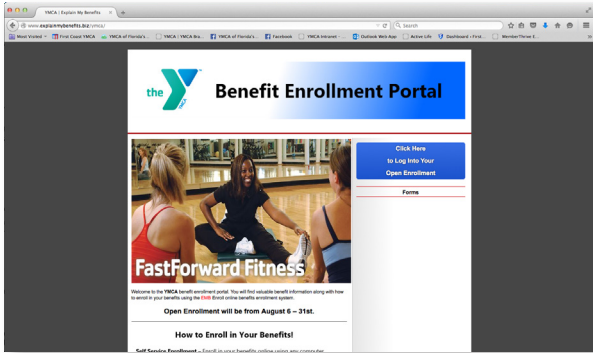 YMCA | Explain My Benefits
www.explainmybenefits.biz/ymca/
Search
Most Visited
First Coast YMCA
YMCA of Florida's...
YMCA | YMCA Bra...
YMCA of Florida's...
Facebook
YMCA Intranet - ...
Outlook Web App
Active Life
Dashboard ‹ First...
MemberThrive E...
the
YMCA
Benefit Enrollment Portal
Click Here
to Log Into Your
Open Enrollment
Forms
FastForward Fitness
Welcome to the YMCA benefit enrollment portal. You will find valuable benefit information along with how
to enroll in your benefits using the EMB Enroll online benefits enrollment system.
Open Enrollment will be from August 6 – 31st.
How to Enroll in Your Benefits!
Self Service Enrollment – Enroll in your benefits online using any computer